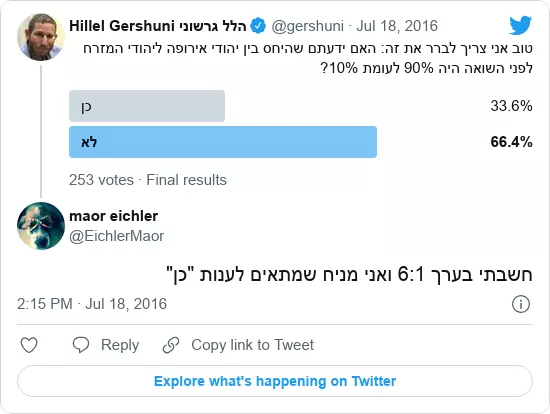 Hillel Gershuni הלל גרשוני @gershuni · Jul 18, 2016
טוב אני צריך לברר את זה: האם ידעתם שהיחס בין יהודי אירופה ליהודי המזרח
לפני השואה היה 90% לעומת 10%?
כן 33.6%
לא 66.4%
253 votes · Final results
maor eichler
@EichlerMaor
חשבתי בערך 6:1 ואני מניח שמתאים לענות "כן"
2:15 PM · Jul 18, 2016
Reply Copy link to Tweet
Explore what's happening on Twitter